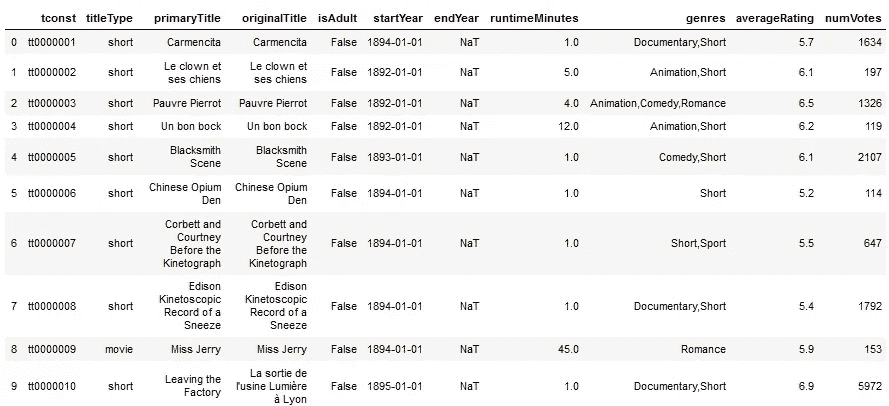 tconst titleType primaryTitle originalTitle isAdult startYear endYear runtimeMinutes genres averageRating numVotes
0 tt0000001 short Carmencita Carmencita False 1894-01-01 NaT 1.0 Documentary,Short 5.7 1634
Le clown et Le clown et
1 tt0000002 short False 1892-01-01 NaT 5.0 Animation,Short 6.1 197
ses chiens ses chiens
2 tt0000003 short Pauvre Pierrot Pauvre Pierrot False 1892-01-01 NaT 4.0 Animation,Comedy,Romance 6.5 1326
3 tt0000004 short Un bon bock Un bon bock False 1892-01-01 NaT 12.0 Animation,Short 6.2 119
Blacksmith Blacksmith
4 tt0000005 short False 1893-01-01 NaT 1.0 Comedy,Short 6.1 2107
Scene Scene
Chinese Opium Chinese Opium
5 tt0000006 short False 1894-01-01 NaT 1.0 Short 5.2 114
Den Den
Corbett and Corbett and
Courtney Courtney
6 tt0000007 short False 1894-01-01 NaT 1.0 Short,Sport 5.5 647
Before the Before the
Kinetograph Kinetograph
Edison Edison
Kinetoscopic Kinetoscopic
7 tt0000008 short False 1894-01-01 NaT 1.0 Documentary,Short 5.4 1792
Record of a Record of a
Sneeze Sneeze
8 tt0000009 movie Miss Jerry Miss Jerry False 1894-01-01 NaT 45.0 Romance 5.9 153
La sortie de
Leaving the
9 tt0000010 short l'usine Lumière False 1895-01-01 NaT 1.0 Documentary,Short 6.9 5972
Factory
à Lyon